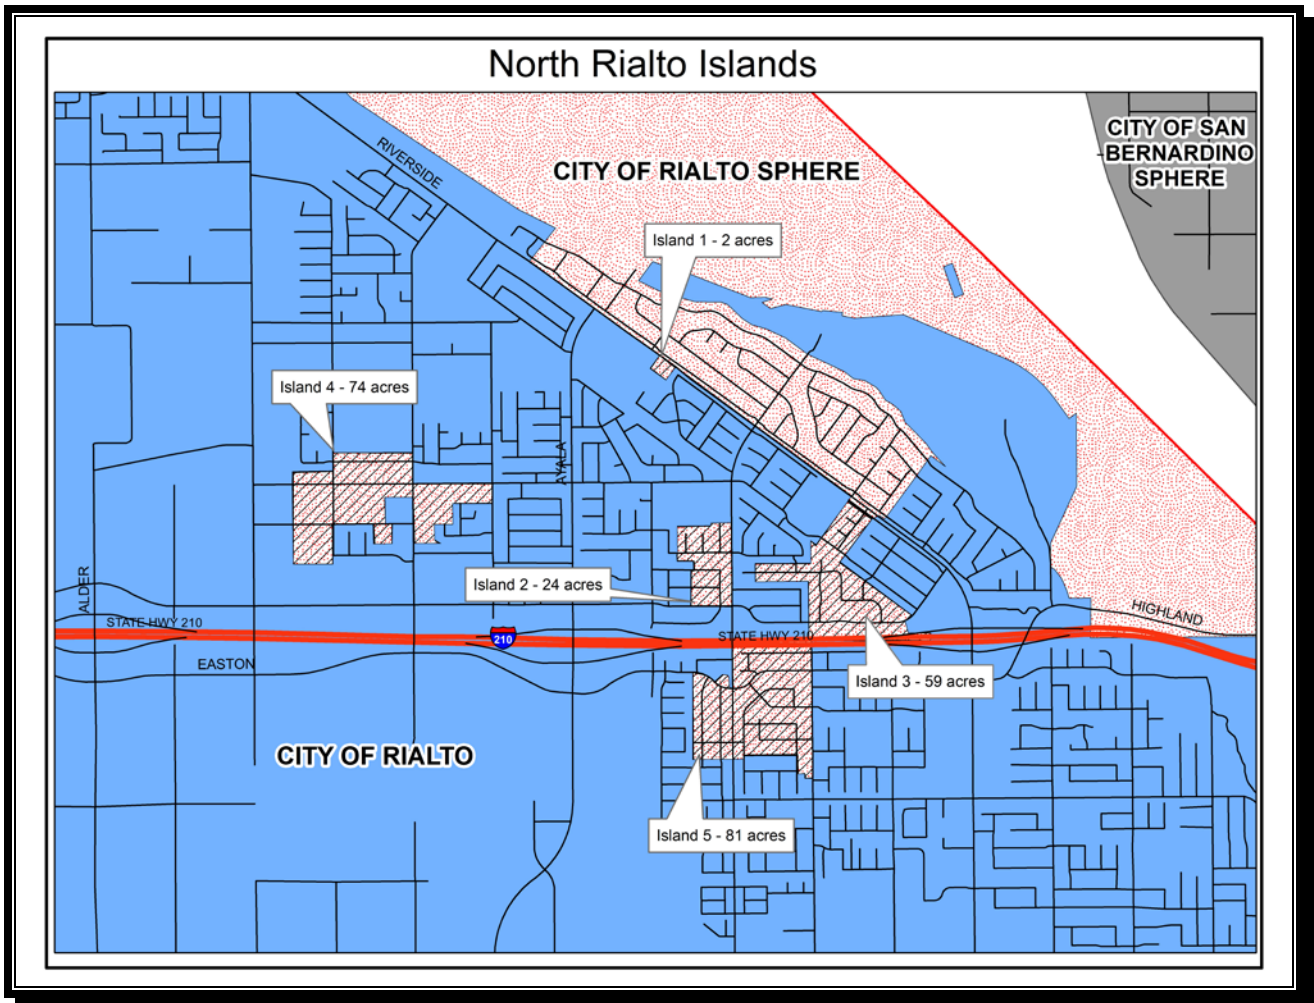 North Rialto Islands
CITY OF SAN
BERNARDINO
SPHERE
RIVERSIDE
CITY OF RIALTO SPHERE
Island 1 - 2 acres
Island 4 - 74 acres
AYALA
Island 2 - 24 acres
ALDER
HIGHLAND
STATE HWY 210
210
STATE HWY 210
EASTON
Island 3 - 59 acres
CITY OF RIALTO
Island 5 - 81 acres